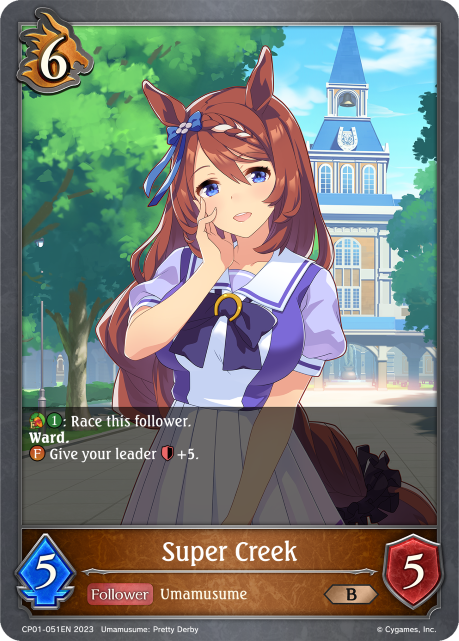 6
1: Race this follower.
Ward.
F Give your leader +5.
Super Creek
5
Follower Umamusume
B
5
CP01-051EN 2023 Umamusume: Pretty Derby
© Cygames, Inc.